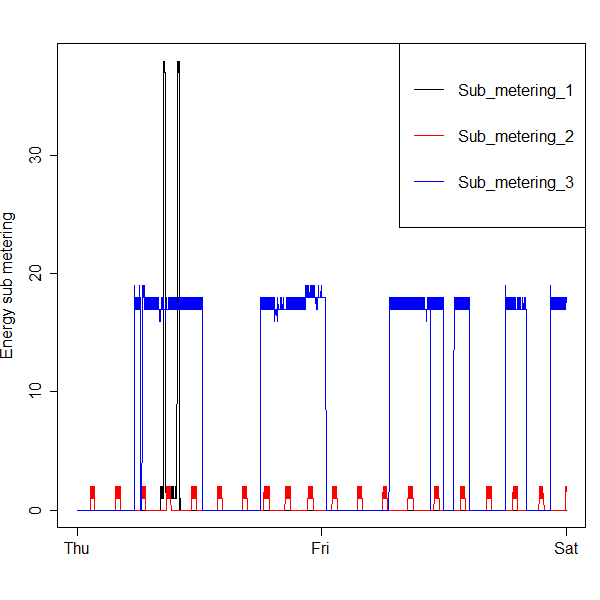 Energy sub metering
30
20
10
0
Sub_metering_1
Sub_metering_2
Sub_metering_3
Thu
Fri
Sat